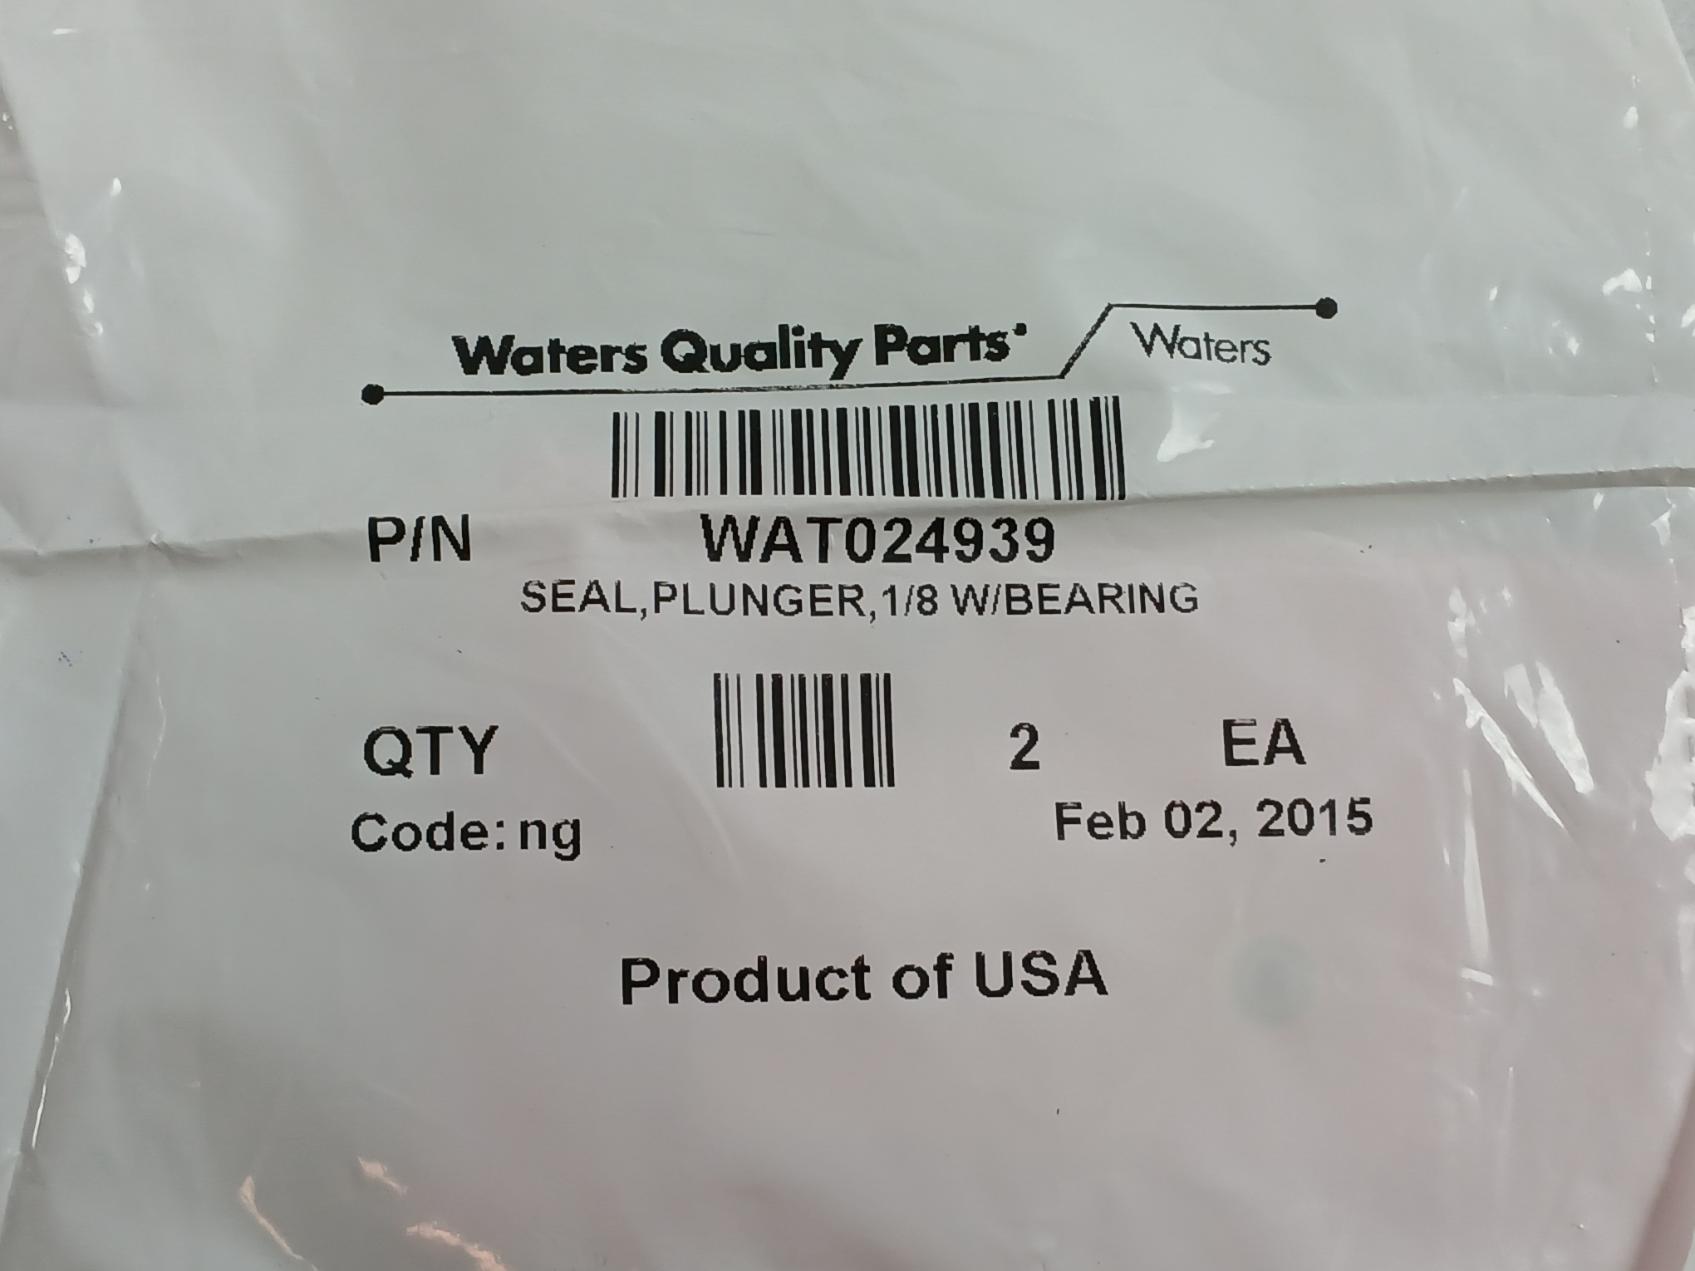 Waters Quality Parts
Waters
P/N WAT024939
SEAL,PLUNGER,1/8 W/BEARING
QTY 2 EA
Code: ng Feb 02, 2015
Product of USA